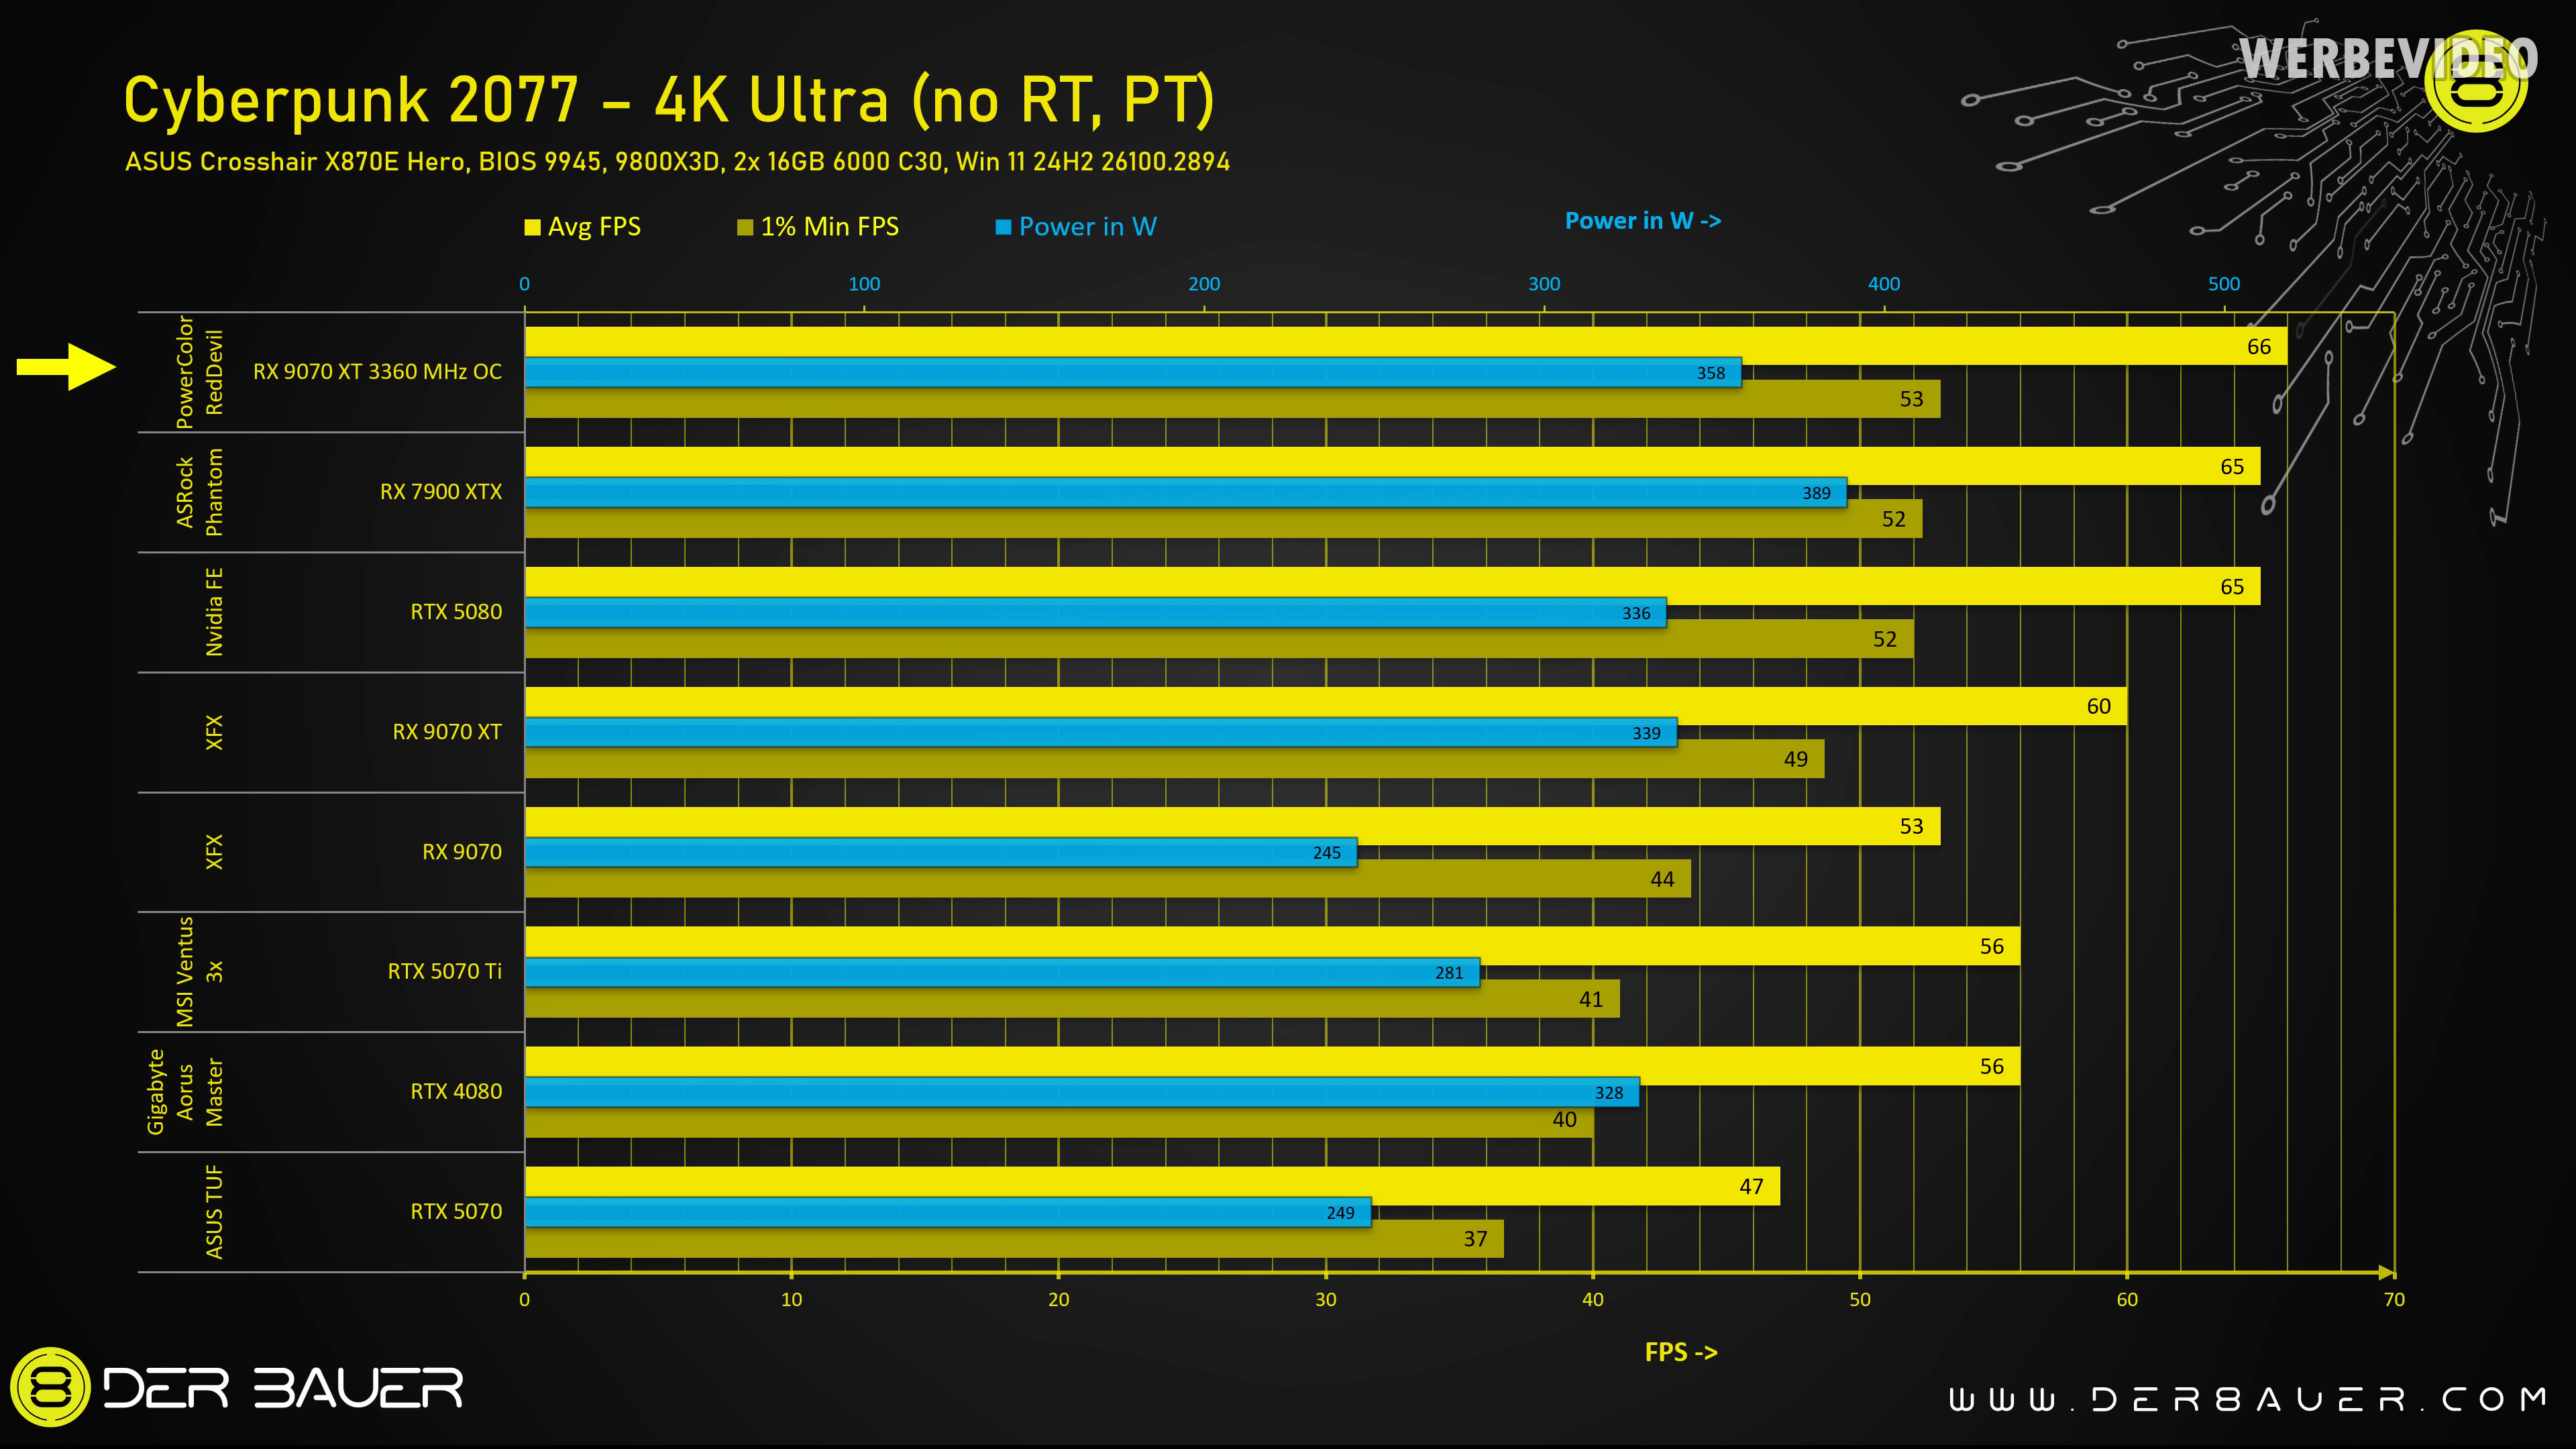 WERBEVIDEO
Cyberpunk 2077 – 4K Ultra (no RT, PT)
ASUS Crosshair X870E Hero, BIOS 9945, 9800X3D, 2x 16GB 6000 C30, Win 11 24H2 26100.2894
Avg FPS 1% Min FPS Power in W
Power in W ->
0 100 200 300 400 500
PowerColor
RedDevil
RX 9070 XT 3360 MHz OC
66
358
53
ASRock
Phantom
RX 7900 XTX
65
389
52
Nvidia FE
RTX 5080
65
336
52
XFX
RX 9070 XT
60
339
49
XFX
RX 9070
53
245
44
MSI Ventus
3x
RTX 5070 Ti
56
281
41
Gigabyte
Aorus
Master
RTX 4080
56
328
40
ASUS TUF
RTX 5070
47
249
37
0 10 20 30 40 50 60 70
FPS ->
DER 8AUER
WWW.DER8AUER.COM